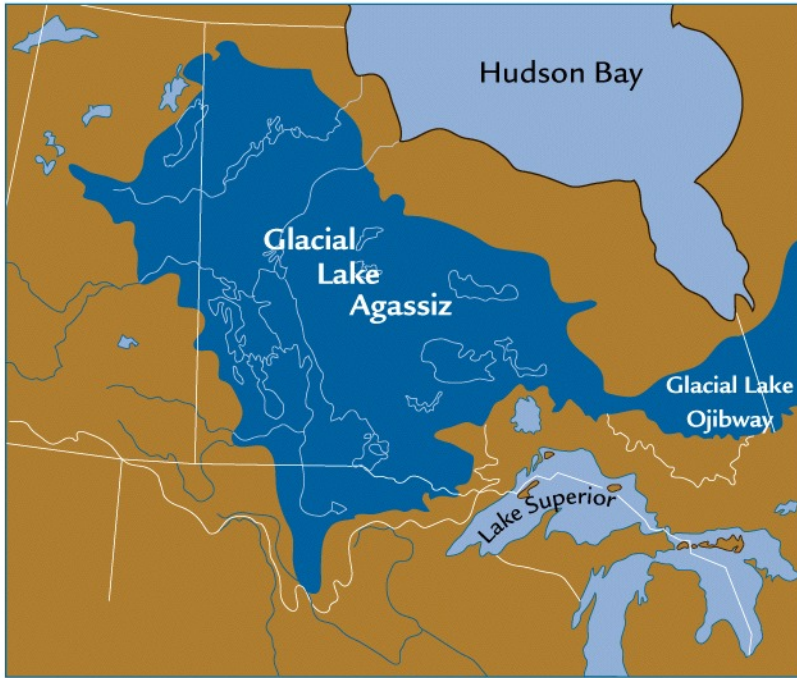 Hudson Bay
Glacial
Lake
Agassiz
Glacial Lake
Ojibway
Lake Superior